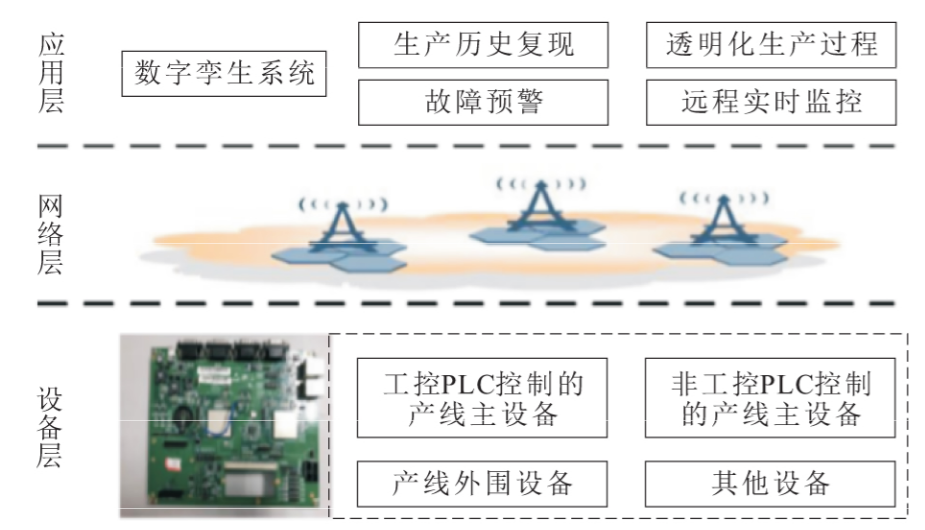 应用层
数字孪生系统
生产历史复现
透明化生产过程
故障预警
远程实时监控
网络层
设备层
工控PLC控制的
产线主设备
非工控PLC控制
的产线主设备
产线外围设备
其他设备